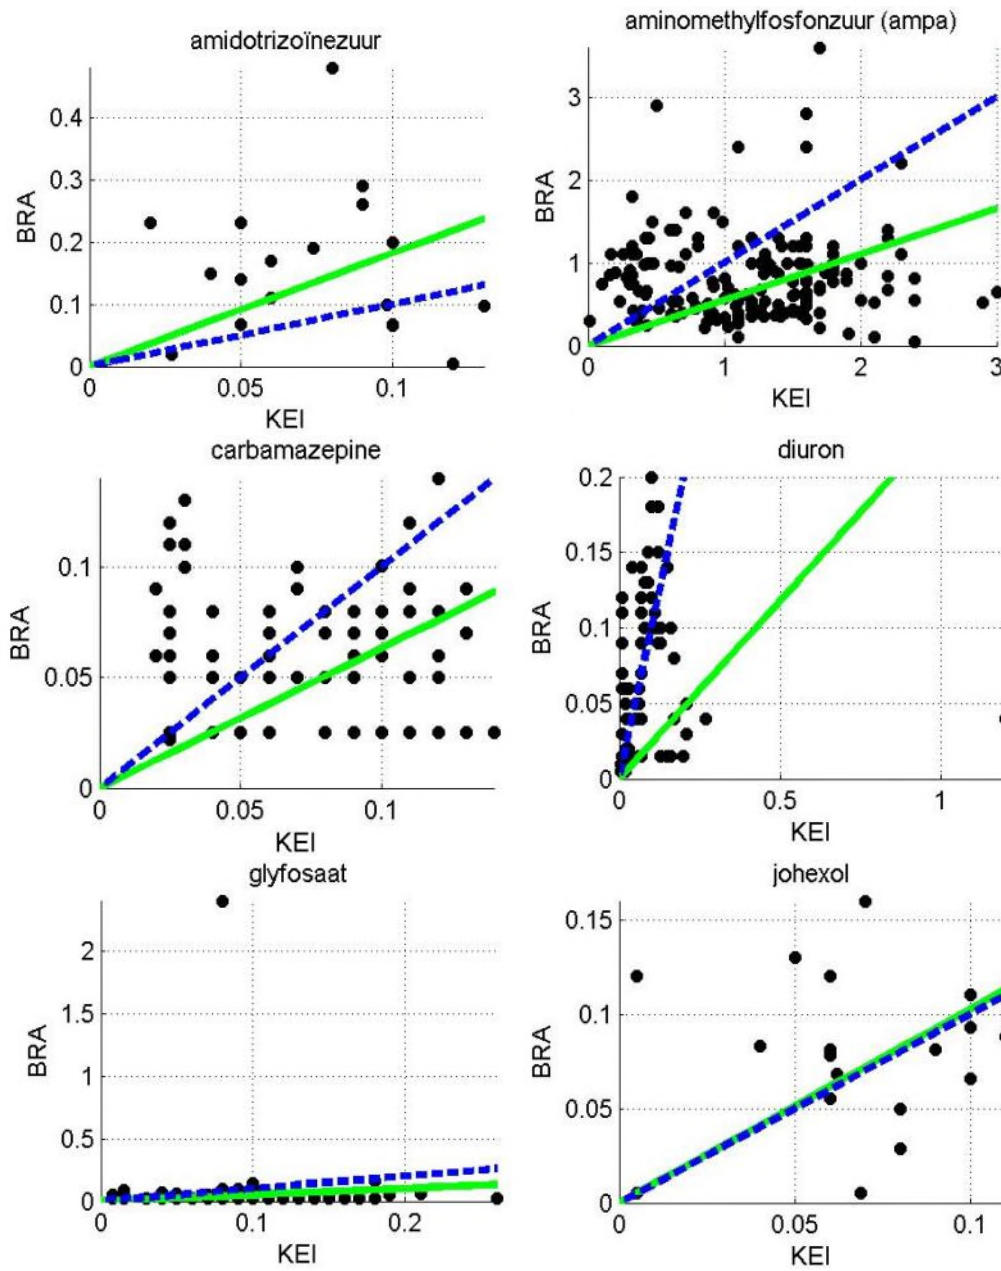 amidotrizoïnezuur
BRA
0.4
0.3
0.2
0.1
0
0 0.05 0.1
KEI
aminomethylfosfonzuur (ampa)
BRA
3
2
1
0
0 1 2 3
KEI
carbamazepine
BRA
0.1
0.05
0
0 0.05 0.1
KEI
diuron
BRA
0.2
0.15
0.1
0.05
0
0 0.5 1
KEI
glyfosaat
BRA
2
1.5
1
0.5
0
0 0.1 0.2
KEI
johexol
BRA
0.15
0.1
0.05
0
0 0.05 0.1
KEI